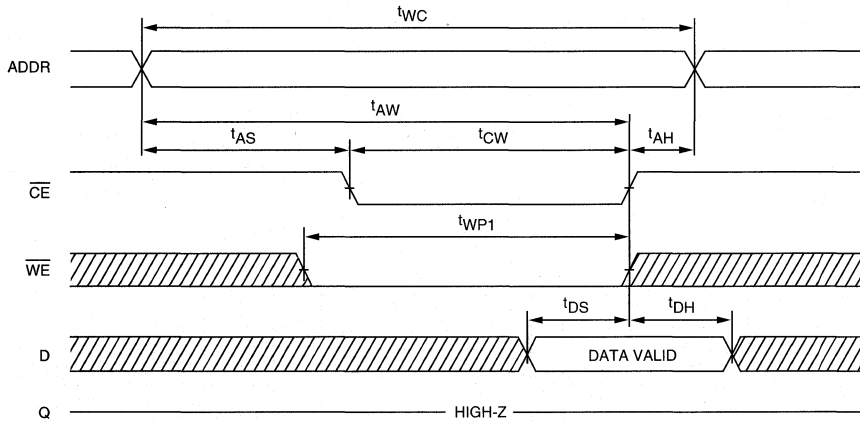 tWC
ADDR
tAW
tAS tCW tAH
CE
tWP1
WE
tDS tDH
D DATA VALID
Q HIGH-Z